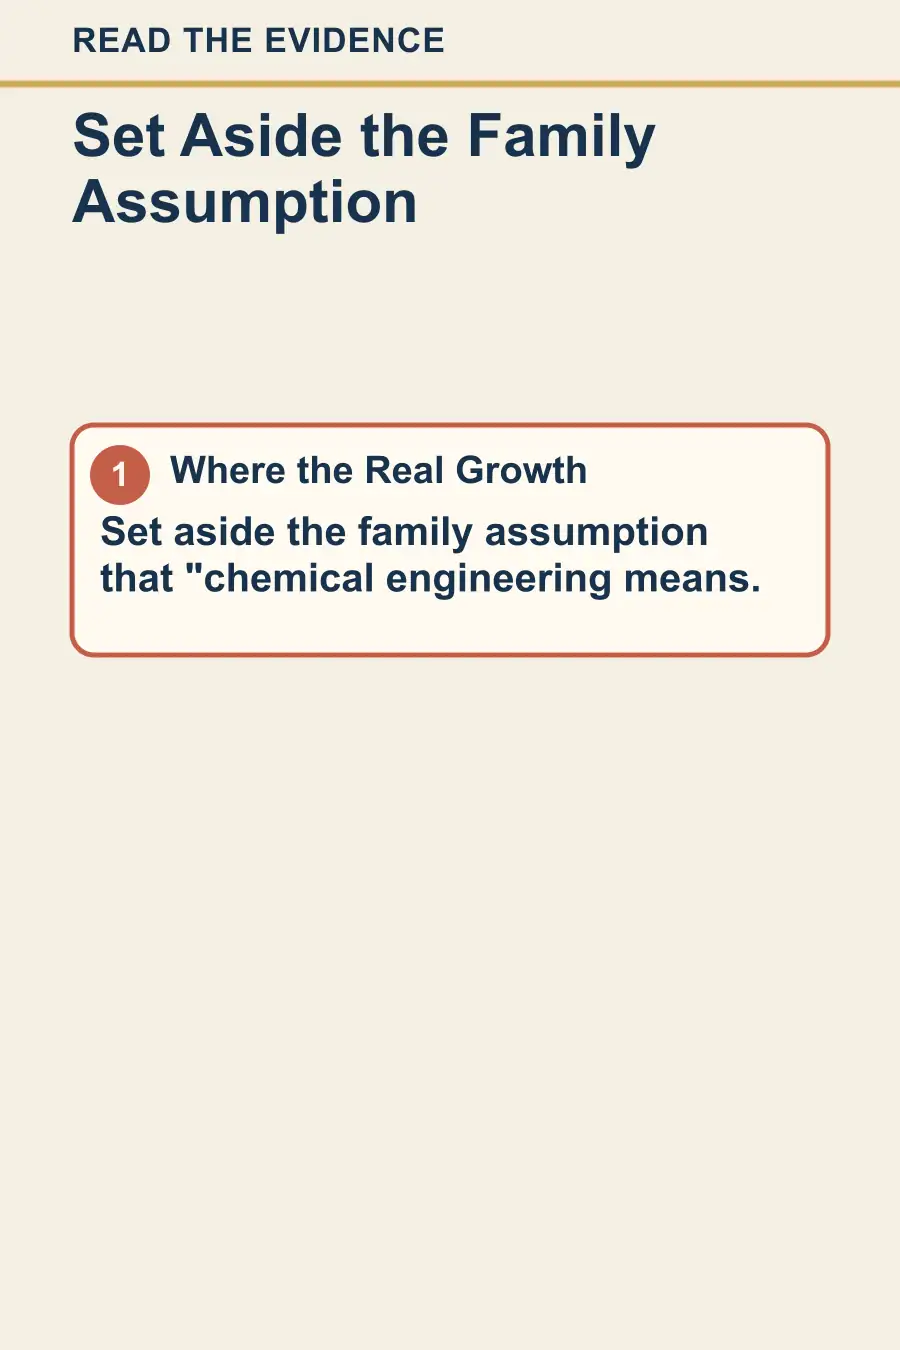 READ THE EVIDENCE
Set Aside the Family
Assumption
1 Where the Real Growth
Set aside the family assumption
that "chemical engineering means.